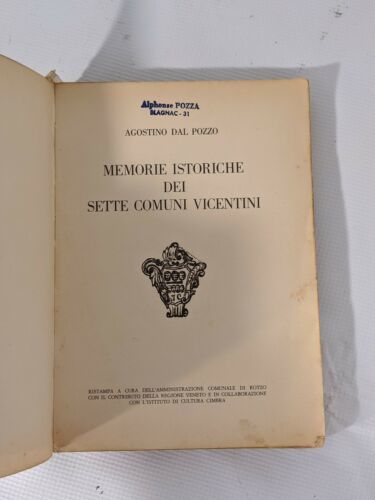 Alphonse POZZA
BLAGNAC - 31
AGOSTINO DAL POZZO
MEMORIE ISTORICHE
DEI
SETTE COMUNI VICENTINI
RISTAMPA A CURA DELL'AMMINISTRAZIONE COMUNALE DI ROTZO
CON IL CONTRIBUTO DELLA REGIONE VENETO E IN COLLABORAZIONE
CON L'ISTITUTO DI CULTURA CIMBRA